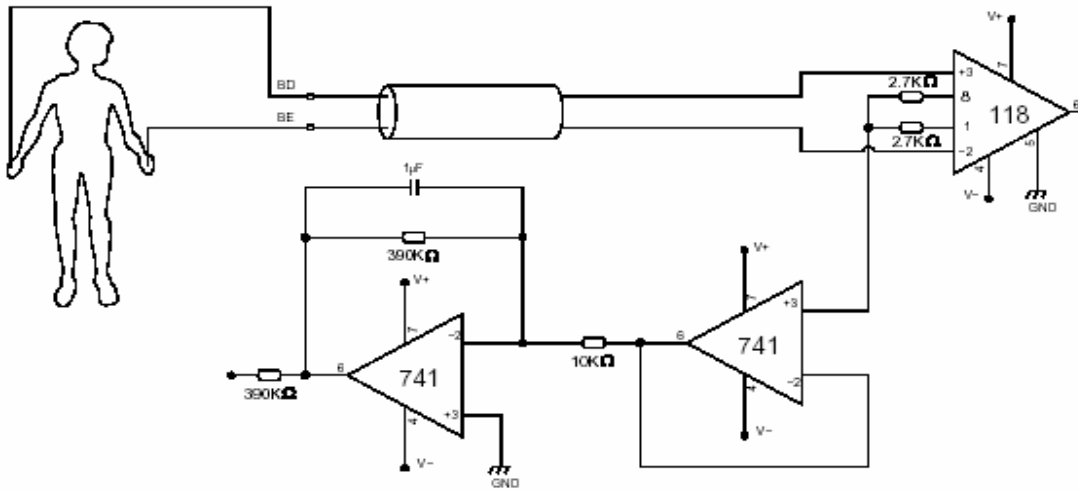 V+
BD
BE
2.7KΩ
2.7KΩ
+3
8
1
-2
7
118
6
4
5
V-
GND
1µF
390KΩ
V+
7
-2
6
741
+3
4
V-
GND
390KΩ
10KΩ
V+
7
+3
6
741
-2
4
V-